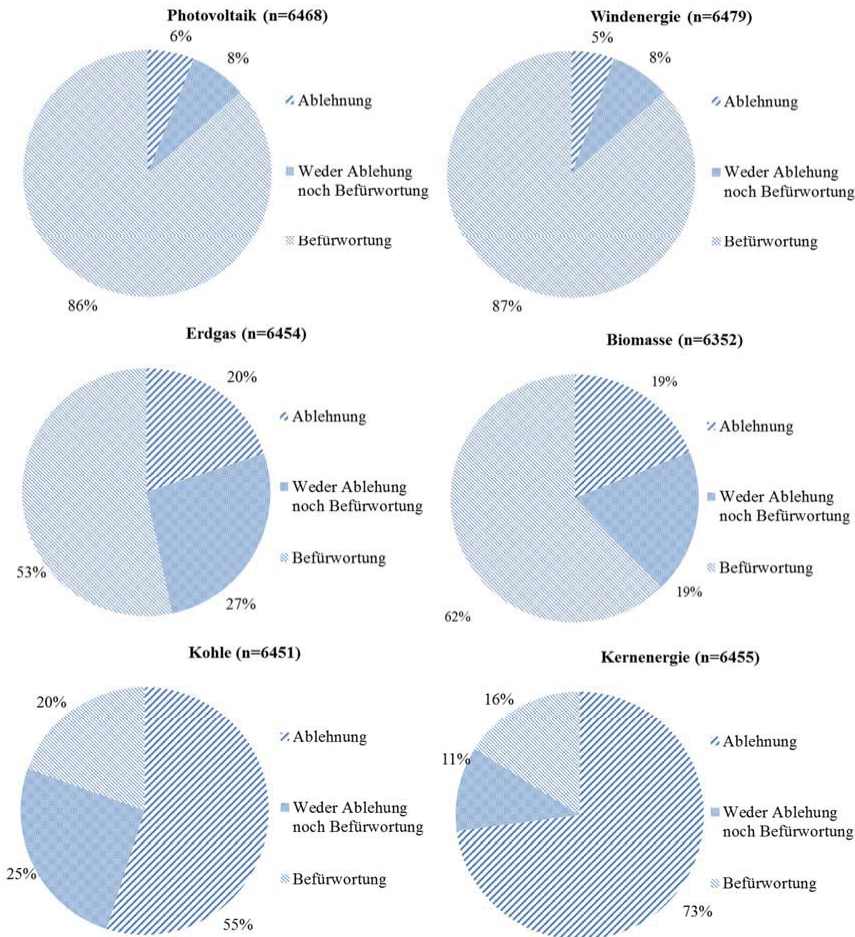 Photovoltaik (n=6468)
6%
8%
Ablehnung
Weder Ablehung
noch Befürwortung
Befürwortung
86%
Windenergie (n=6479)
5%
8%
Ablehnung
Weder Ablehung
noch Befürwortung
Befürwortung
87%
Erdgas (n=6454)
20%
Ablehnung
Weder Ablehung
noch Befürwortung
Befürwortung
53%
27%
Biomasse (n=6352)
19%
Ablehnung
Weder Ablehung
noch Befürwortung
Befürwortung
19%
62%
Kohle (n=6451)
20%
Ablehnung
Weder Ablehung
noch Befürwortung
25%
Befürwortung
55%
Kernenergie (n=6455)
16%
Ablehnung
11%
Weder Ablehung
noch Befürwortung
Befürwortung
73%